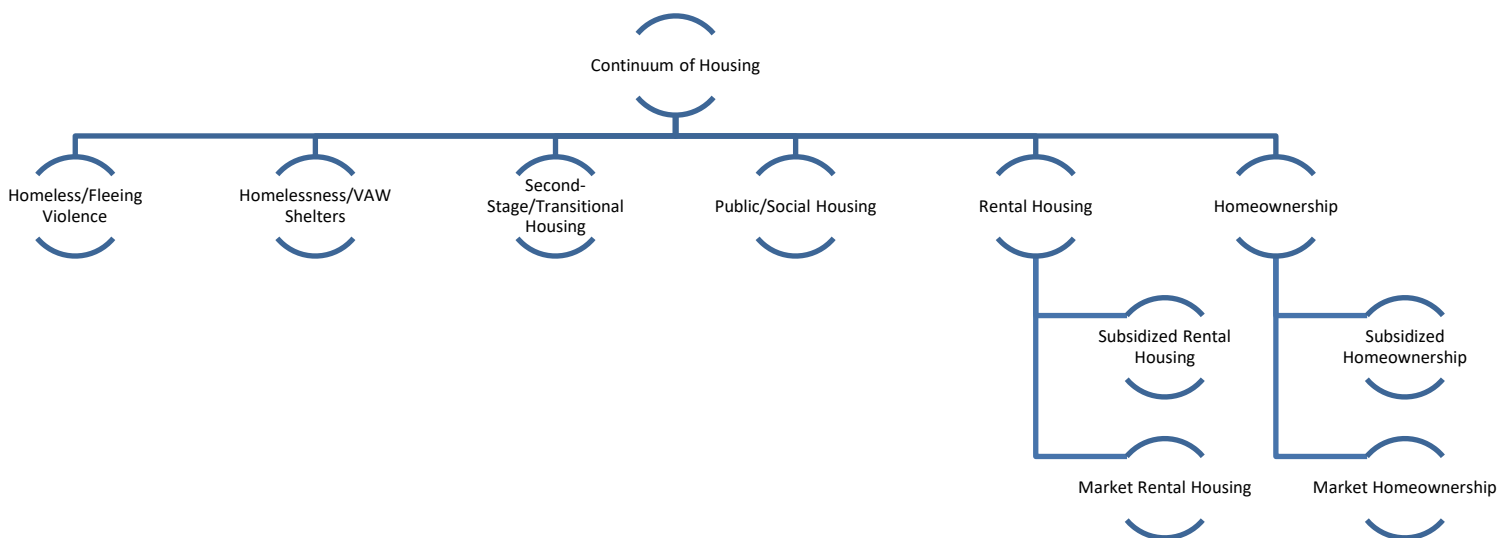 Continuum of Housing
Homeless/Fleeing
Violence
Homelessness/VAW
Shelters
Second-
Stage/Transitional
Housing
Public/Social Housing
Rental Housing
Homeownership
Subsidized Rental
Housing
Subsidized
Homeownership
Market Rental Housing
Market Homeownership